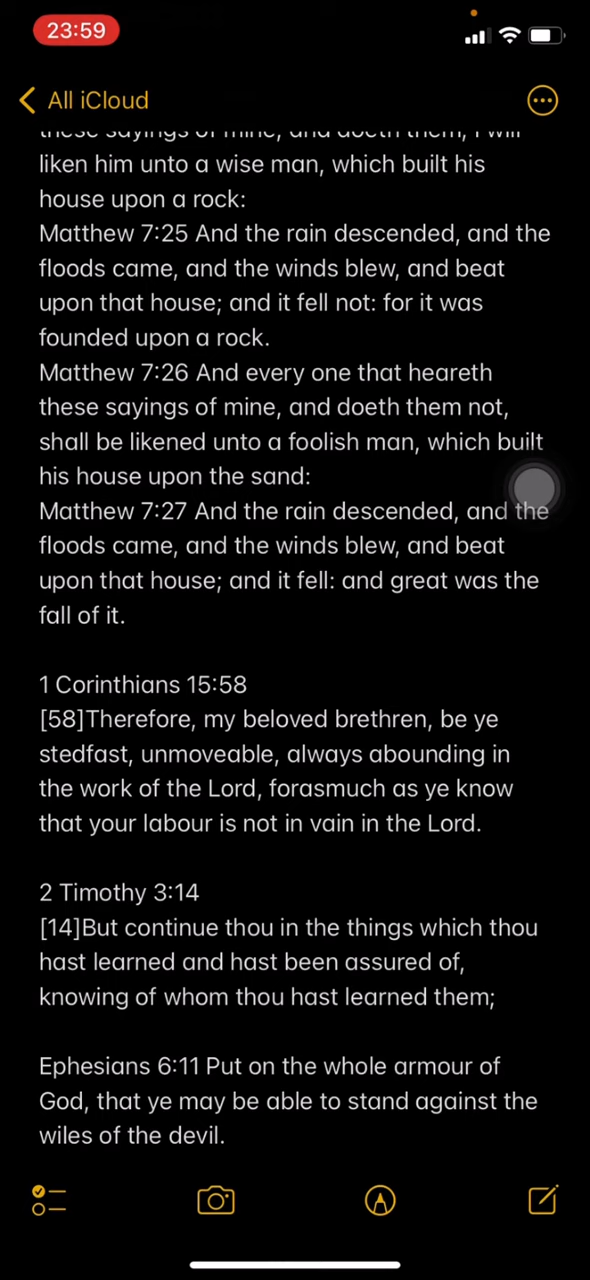 23:59
All iCloud
these sayings of mine, and doeth them, I will
liken him unto a wise man, which built his
house upon a rock:
Matthew 7:25 And the rain descended, and the
floods came, and the winds blew, and beat
upon that house; and it fell not: for it was
founded upon a rock.
Matthew 7:26 And every one that heareth
these sayings of mine, and doeth them not,
shall be likened unto a foolish man, which built
his house upon the sand:
Matthew 7:27 And the rain descended, and the
floods came, and the winds blew, and beat
upon that house; and it fell: and great was the
fall of it.
1 Corinthians 15:58
[58]Therefore, my beloved brethren, be ye
stedfast, unmoveable, always abounding in
the work of the Lord, forasmuch as ye know
that your labour is not in vain in the Lord.
2 Timothy 3:14
[14]But continue thou in the things which thou
hast learned and hast been assured of,
knowing of whom thou hast learned them;
Ephesians 6:11 Put on the whole armour of
God, that ye may be able to stand against the
wiles of the devil.